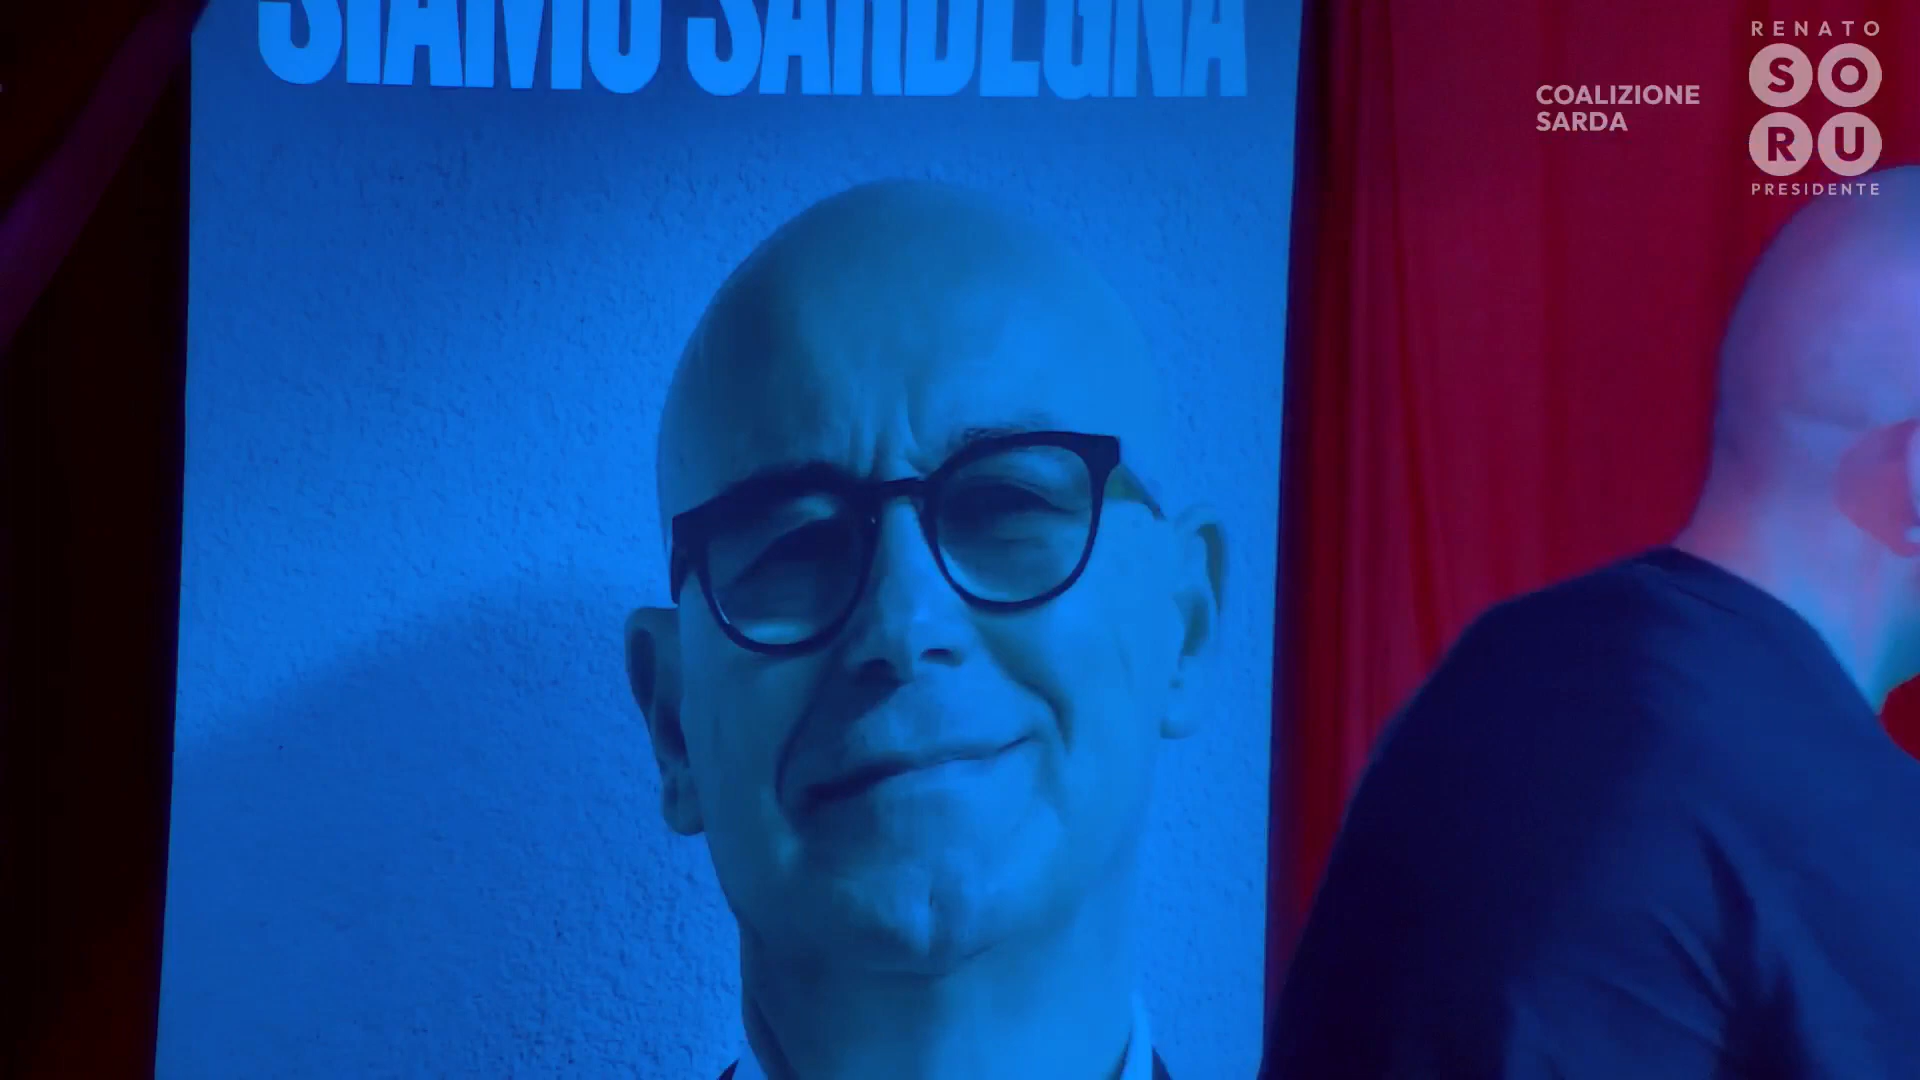 SIAMO SARDEGNA
COALIZIONE
SARDA
RENATO
SO
RU
PRESIDENTE